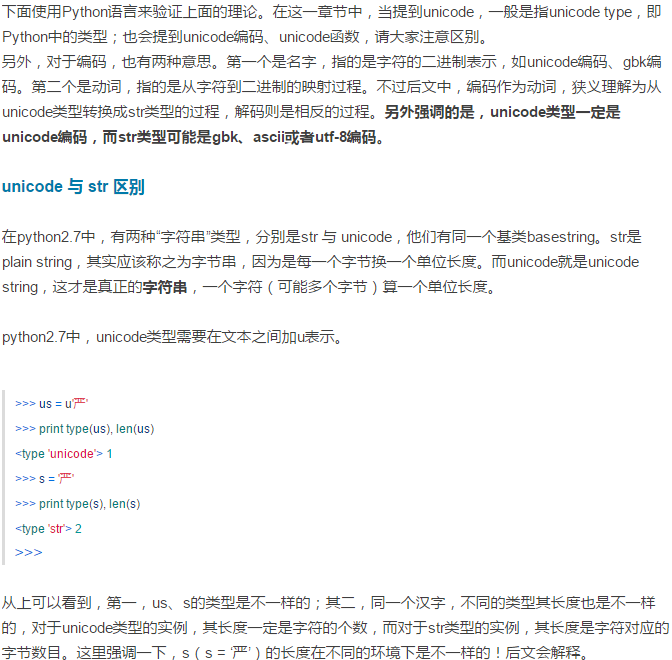 下面使用Python语言来验证上面的理论。在这一章节中，当提到unicode，一般是指unicode type，即
Python中的类型；也会提到unicode编码、unicode函数，请大家注意区别。
另外，对于编码，也有两种意思。第一个是名字，指的是字符的二进制表示，如unicode编码、gbk编
码。第二个是动词，指的是从字符到二进制的映射过程。不过后文中，编码作为动词，狭义理解为从
unicode类型转换成str类型的过程，解码则是相反的过程。另外强调的是，unicode类型一定是
unicode编码，而str类型可能是gbk、ascii或者utf-8编码。
unicode 与 str 区别
在python2.7中，有两种“字符串”类型，分别是str 与 unicode，他们有同一个基类basestring。str是
plain string，其实应该称之为字节串，因为是每一个字节换一个单位长度。而unicode就是unicode
string，这才是真正的字符串，一个字符（可能多个字节）算一个单位长度。
python2.7中，unicode类型需要在文本之间加u表示。
>>> us = u'严'
>>> print type(us), len(us)
<type 'unicode'> 1
>>> s = '严'
>>> print type(s), len(s)
<type 'str'> 2
>>>
从上可以看到，第一，us、s的类型是不一样的；其二，同一个汉字，不同的类型其长度也是不一样
的，对于unicode类型的实例，其长度一定是字符的个数，而对于str类型的实例，其长度是字符对应的
字节数目。这里强调一下，s（s = '严'）的长度在不同的环境下是不一样的！后文会解释。